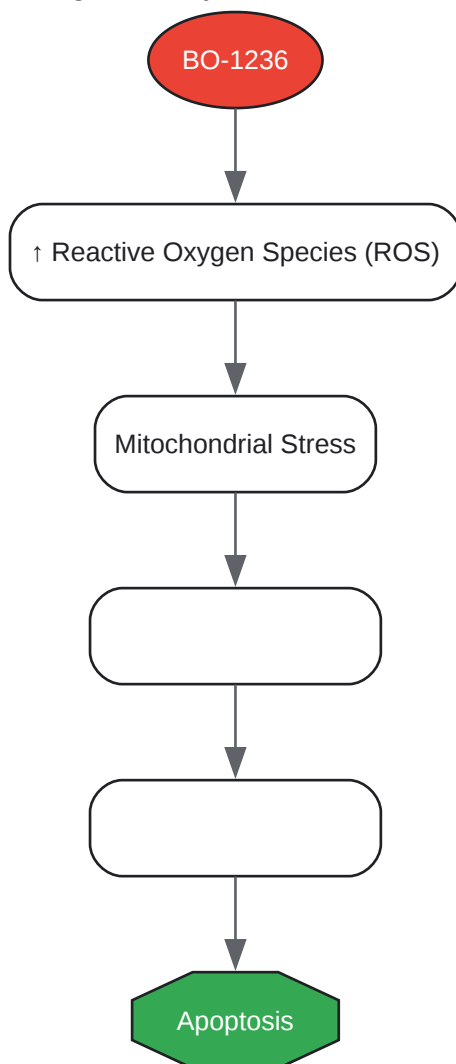 BO-1236
↑ Reactive Oxygen Species (ROS)
Mitochondrial Stress
Apoptosis